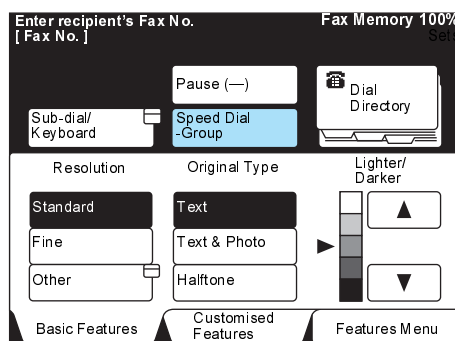 Enter recipient's Fax No.
Fax Memory 100%
[ Fax No. ]
Set
Pause (—)
Dial
Directory
Sub-dial/
Keyboard
Speed Dial
-Group
Resolution
Original Type
Lighter/
Darker
Standard
Text
Fine
Text & Photo
Other
Halftone
Basic Features
Customised
Features
Features Menu